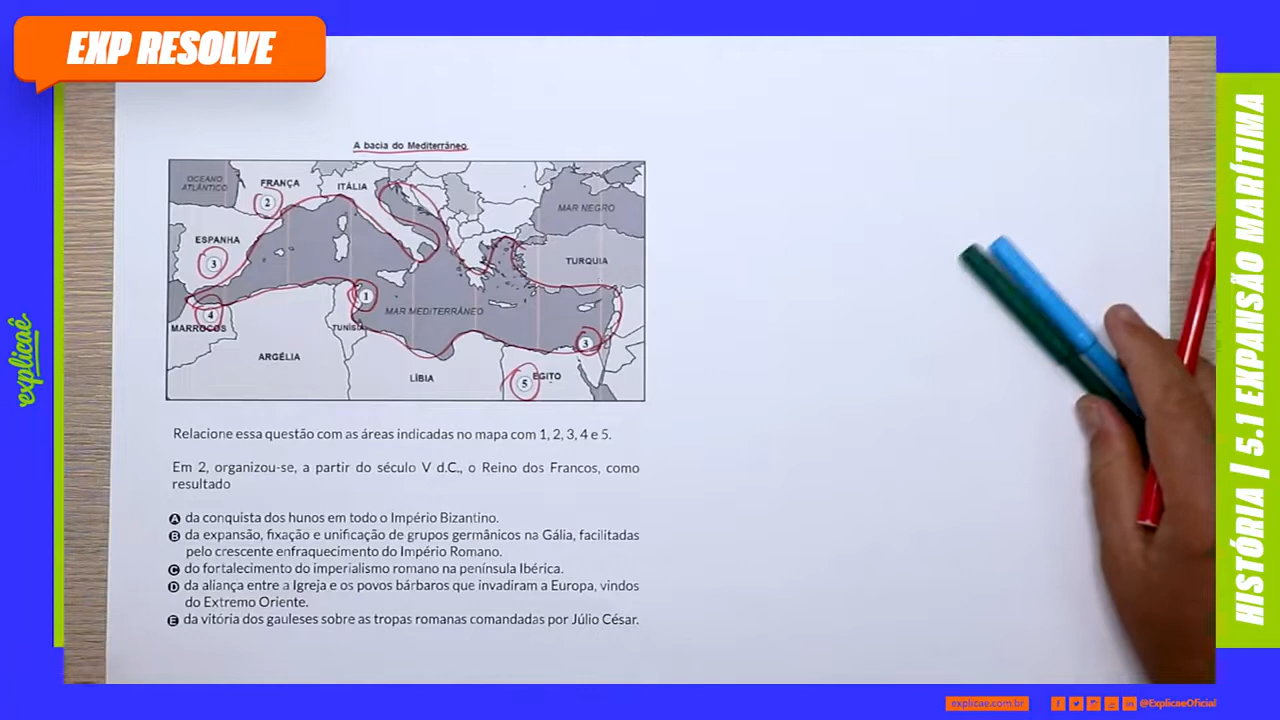 EXP RESOLVE
A bacia do Mediterrâneo
OCEANO
ATLÂNTICO
FRANÇA
ITÁLIA
2
MAR NEGRO
ESPANHA
3
TURQUIA
1
4
MAR MEDITERRÂNEO
MARROCOS
TUNÍSIA
3
ARGÉLIA
LÍBIA
5
EGITO
Relacione essa questão com as áreas indicadas no mapa com 1, 2, 3, 4 e 5.
Em 2, organizou-se, a partir do século V d.C., o Reino dos Francos, como
resultado
A da conquista dos hunos em todo o Império Bizantino.
B da expansão, fixação e unificação de grupos germânicos na Gália, facilitadas
pelo crescente enfraquecimento do Império Romano.
C do fortalecimento do imperialismo romano na península Ibérica.
D da aliança entre a Igreja e os povos bárbaros que invadiram a Europa, vindos
do Extremo Oriente.
E da vitória dos gauleses sobre as tropas romanas comandadas por Júlio César.
explicaê
HISTÓRIA | 5.1 EXPANSÃO MARÍTIMA
explicae.com.br
@ExplicaeOficial